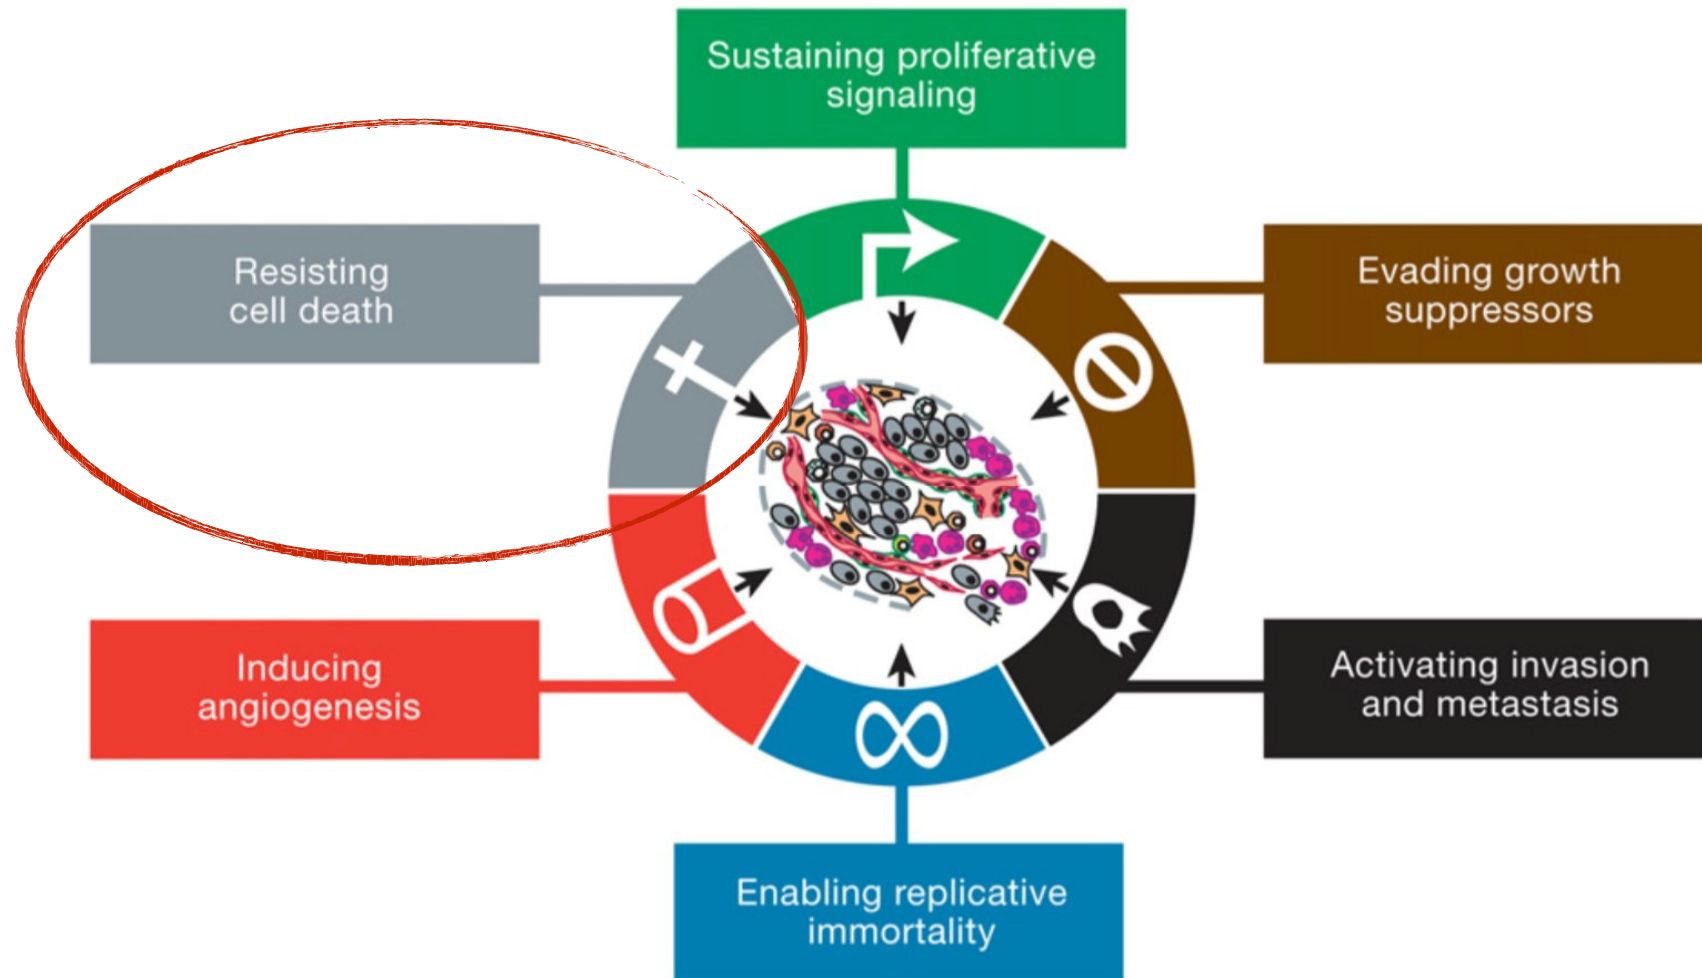 Sustaining proliferative
signaling
Resisting
cell death
Evading growth
suppressors
Inducing
angiogenesis
Activating invasion
and metastasis
Enabling replicative
immortality